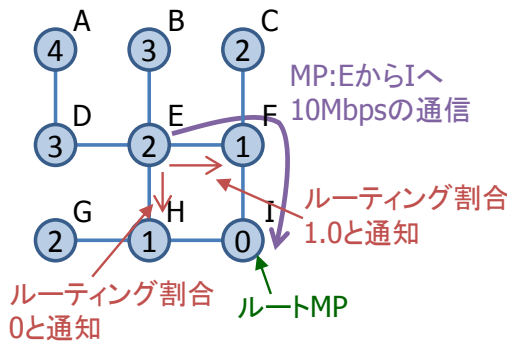 A B C
4 3 2
MP:EからIへ
10Mbpsの通信
D E F
3 2 1
ルーティング割合
1.0と通知
G H I
2 1 0
ルーティング割合
0と通知
ルートMP